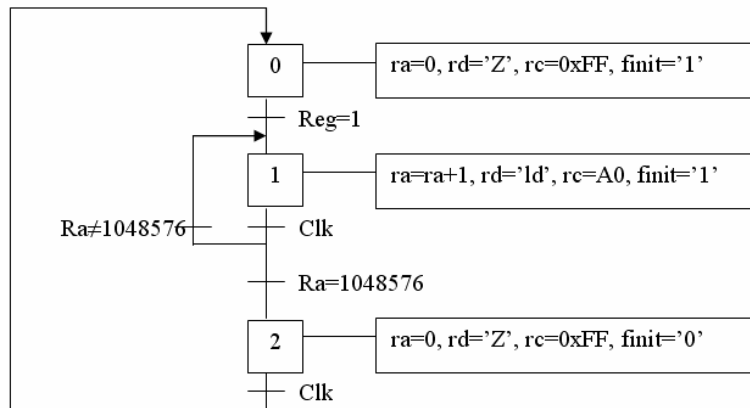 0
ra=0, rd='Z', rc=0xFF, finit='1'
Reg=1
1
ra=ra+1, rd='ld', rc=A0, finit='1'
Ra≠1048576
Clk
Ra=1048576
2
ra=0, rd='Z', rc=0xFF, finit='0'
Clk